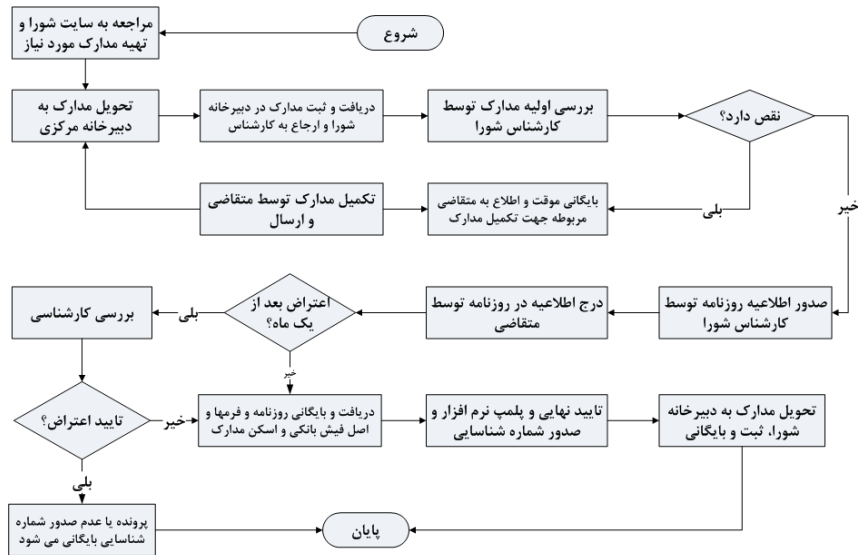 شروع
مراجعه به سایت شورا و
تهیه مدارک مورد نیاز
تحویل مدارک به
دبیرخانه مرکزی
دریافت و ثبت مدارک در دبیرخانه
شورا و ارجاع به کارشناس
بررسی اولیه مدارک توسط
کارشناس شورا
نقص دارد؟
بلی
خیر
بایگانی موقت و اطلاع به متقاضی
مربوطه جهت تکمیل مدارک
تکمیل مدارک توسط متقاضی
و ارسال
صدور اطلاعیه روزنامه توسط
کارشناس شورا
درج اطلاعیه در روزنامه توسط
متقاضی
اعتراض بعد از
یک ماه؟
بلی
خیر
بررسی کارشناسی
تایید اعتراض؟
خیر
بلی
دریافت و بایگانی روزنامه و فرمها و
اصل فیش بانکی و اسکن مدارک
تایید نهایی و پلمپ نرم افزار و
صدور شماره شناسایی
تحویل مدارک به دبیرخانه
شورا، ثبت و بایگانی
پرونده یا عدم صدور شماره
شناسایی بایگانی می شود
پایان